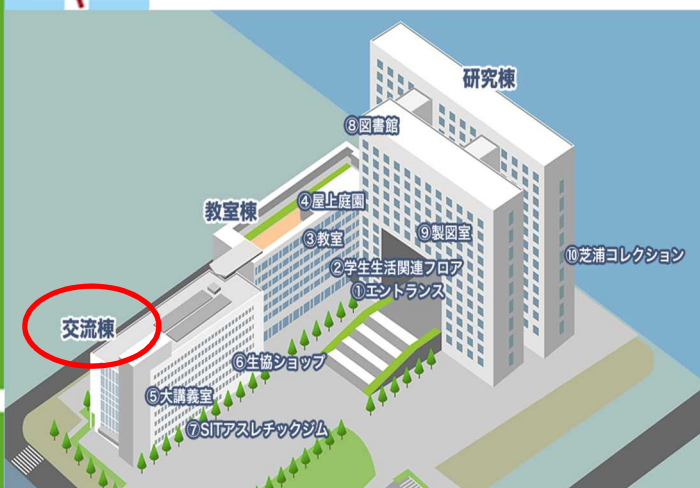 研究棟
⑧図書館
教室棟
④屋上庭園
③教室
⑨製図室
②学生生活関連フロア
⑩芝浦コレクション
①エントランス
交流棟
⑥生協ショップ
⑤大講義室
⑦SITアスレチックジム